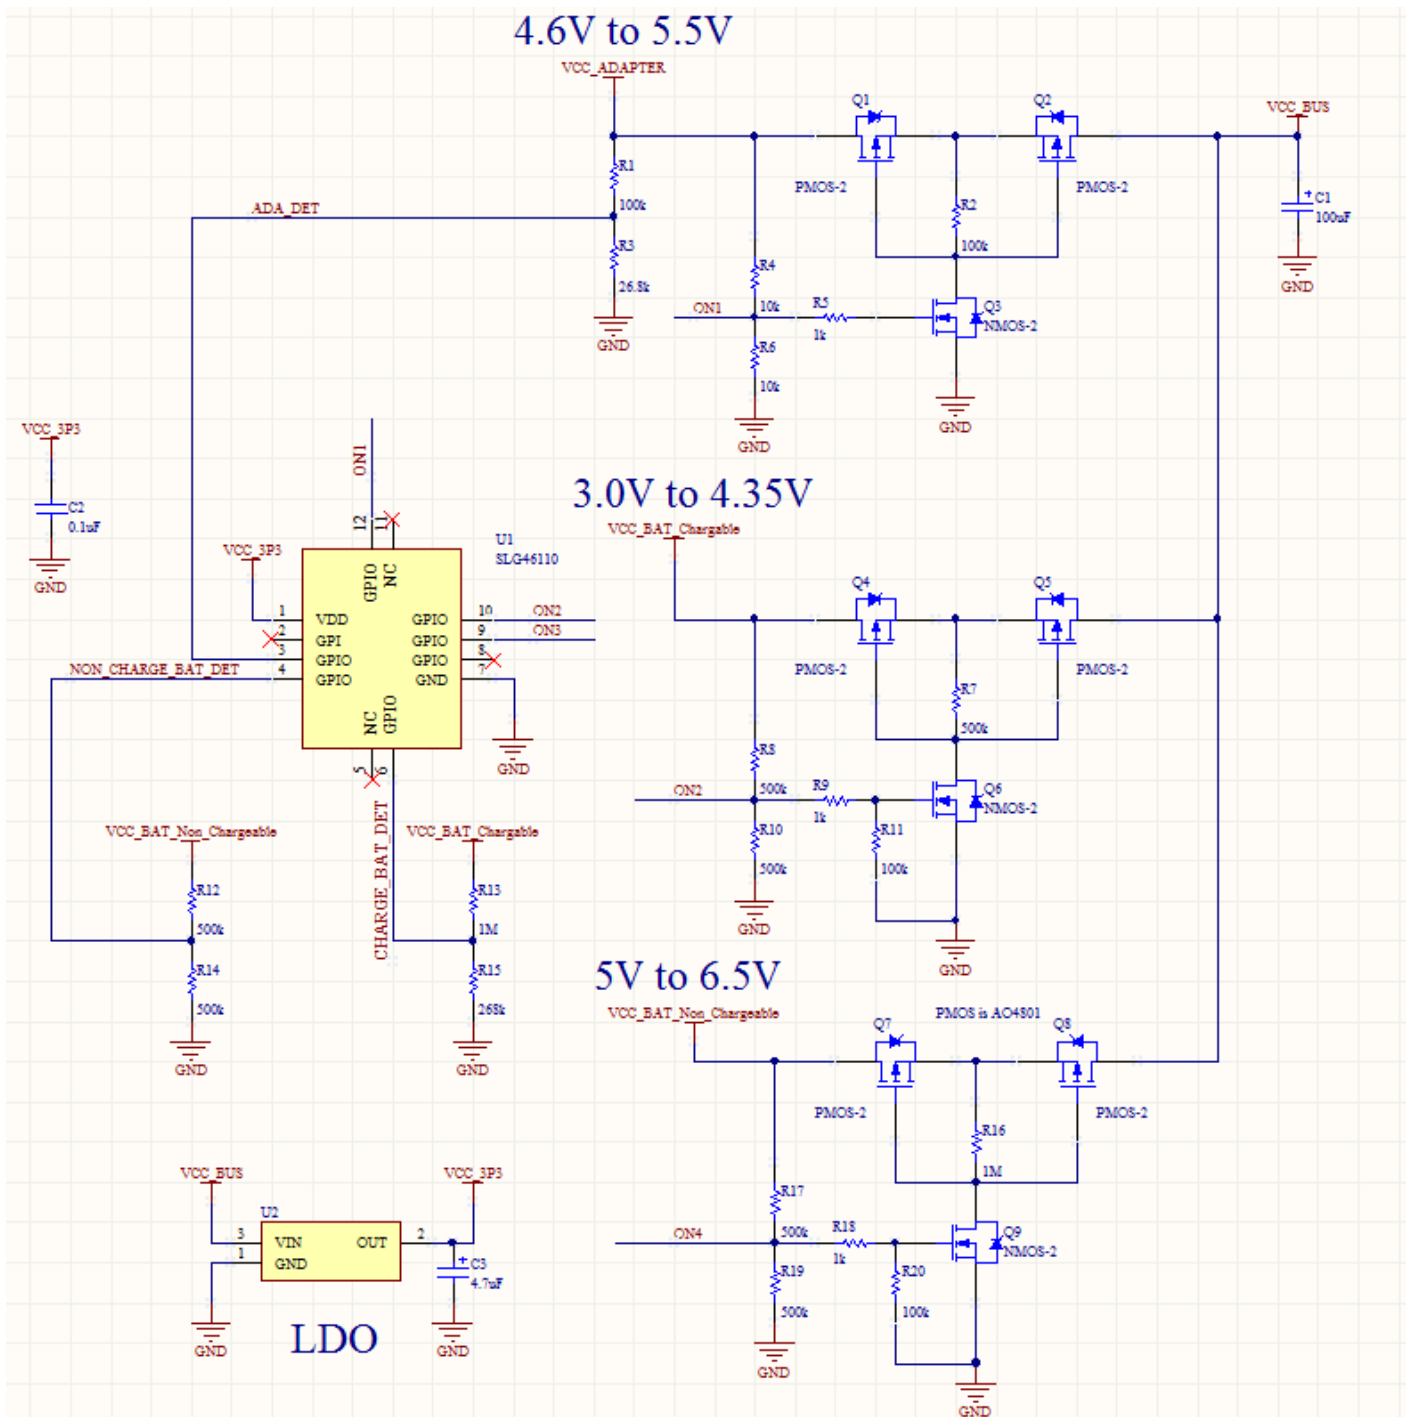 4.6V to 5.5V
VCC_ADAPTER
Q1
Q2
VCC_BUS
R1
100k
PMOS-2
PMOS-2
C1
100uF
ADA_DET
R2
100k
R3
26.8k
GND
GND
R4
10k
ON1
R5
1k
Q3
NMOS-2
R6
10k
GND
GND
VCC_3P3
C2
0.1uF
GND
ON1
VCC_3P3
U1
SLG46110
12
11
GPIO
NC
1
VDD
GPIO
10
ON2
2
GPI
GPIO
9
ON3
3
GPIO
GPIO
8
NON_CHARGE_BAT_DET
4
GPIO
GND
7
NC
GPIO
5
6
GND
CHARGE_BAT_DET
3.0V to 4.35V
VCC_BAT_Chargable
Q4
Q5
PMOS-2
PMOS-2
R7
500k
R8
500k
ON2
R9
1k
Q6
NMOS-2
R10
500k
R11
100k
GND
GND
VCC_BAT_Non_Chargeable
R12
500k
R14
500k
GND
VCC_BAT_Chargable
R13
1M
R15
268k
GND
5V to 6.5V
VCC_BAT_Non_Chargeable
PMOS is AO4801
Q7
Q8
PMOS-2
PMOS-2
R16
1M
R17
500k
ON4
R18
1k
Q9
NMOS-2
R19
500k
R20
100k
GND
GND
VCC_BUS
VCC_3P3
U2
3
VIN
OUT
2
1
GND
C3
4.7uF
GND
GND
LDO